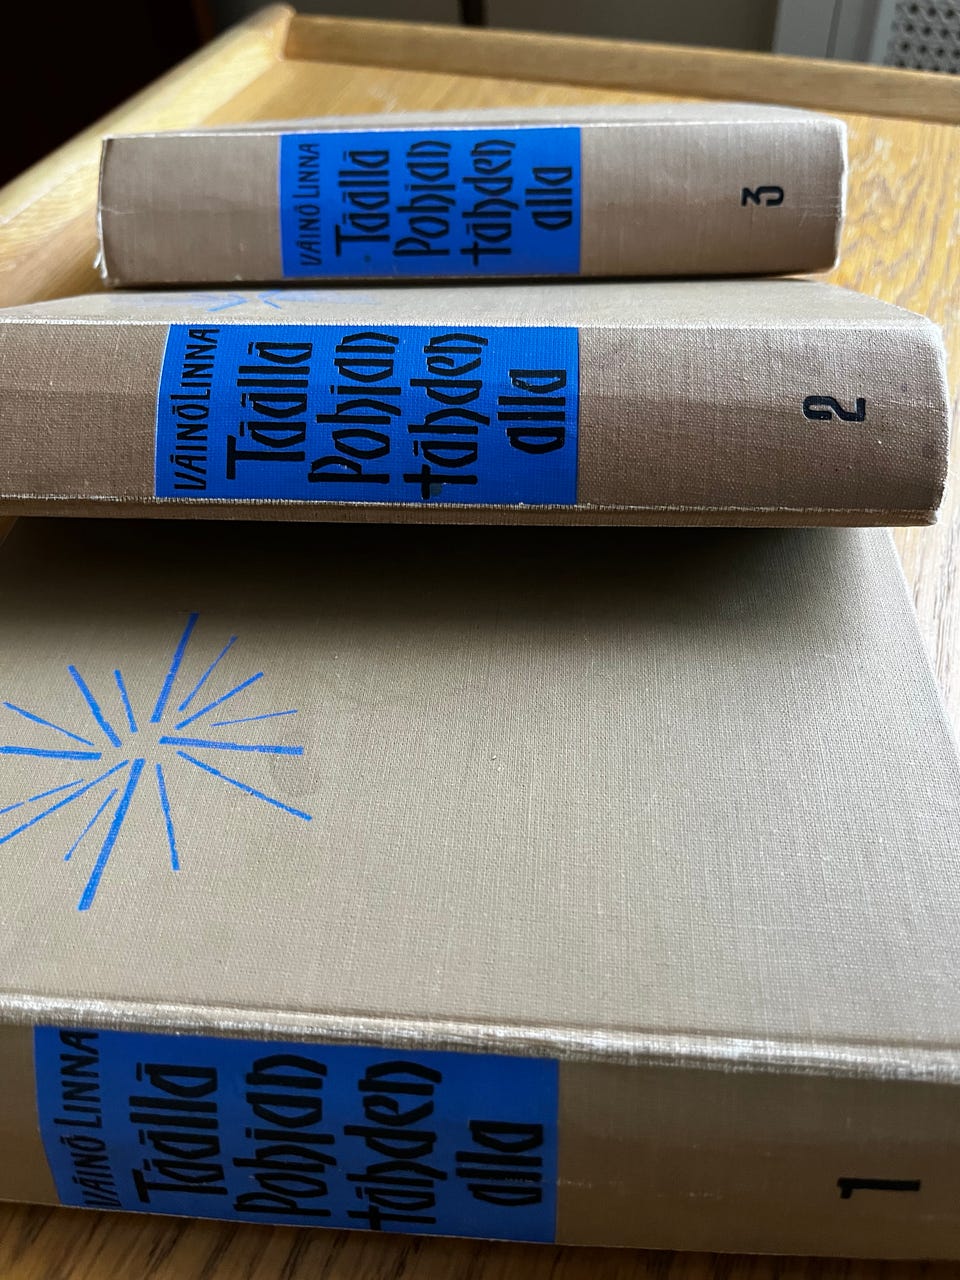 VÄINÖ LINNA
Täällä
Pohjan
tähden
alla
3
VÄINÖ LINNA
Täällä
Pohjan
tähden
alla
2
VÄINÖ LINNA
Täällä
Pohjan
tähden
alla
1